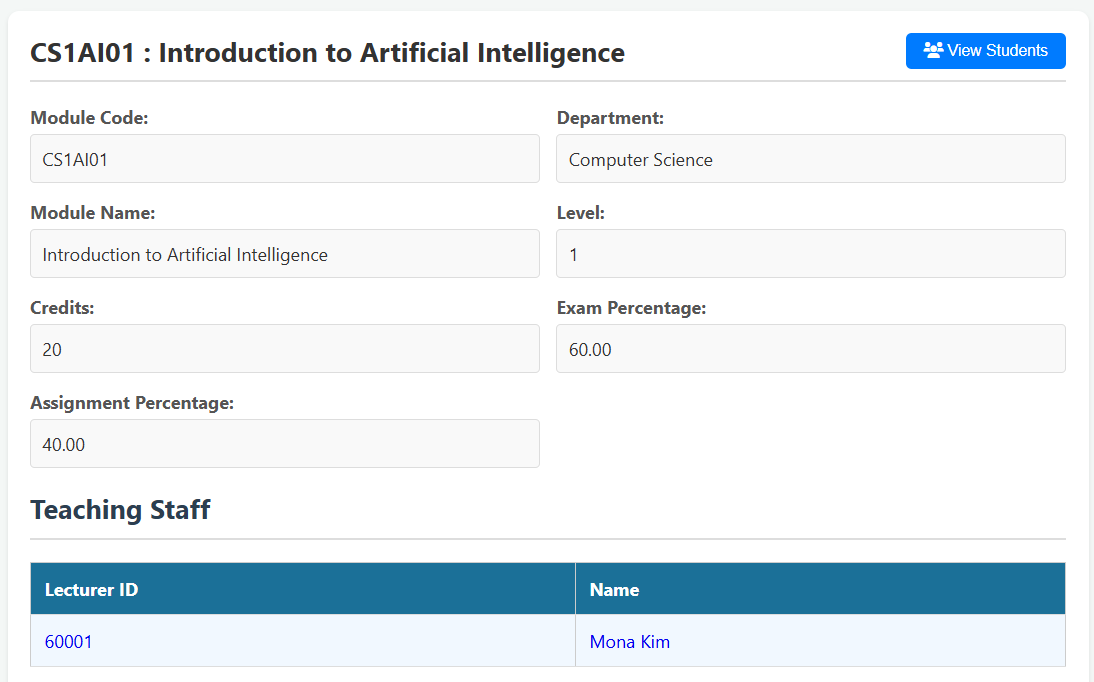 CS1AI01 : Introduction to Artificial Intelligence
View Students
Module Code:
CS1AI01
Department:
Computer Science
Module Name:
Introduction to Artificial Intelligence
Level:
1
Credits:
20
Exam Percentage:
60.00
Assignment Percentage:
40.00
Teaching Staff
Lecturer ID Name
60001 Mona Kim